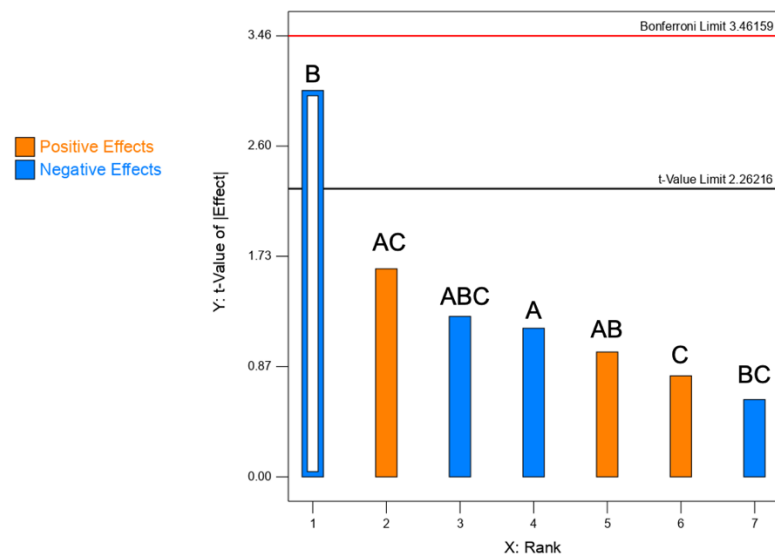 Positive Effects
Negative Effects
Y: t-Value of |Effect|
3.46
2.60
1.73
0.87
0.00
Bonferroni Limit 3.46159
t-Value Limit 2.26216
B
AC
ABC
A
AB
C
BC
1 2 3 4 5 6 7
X: Rank